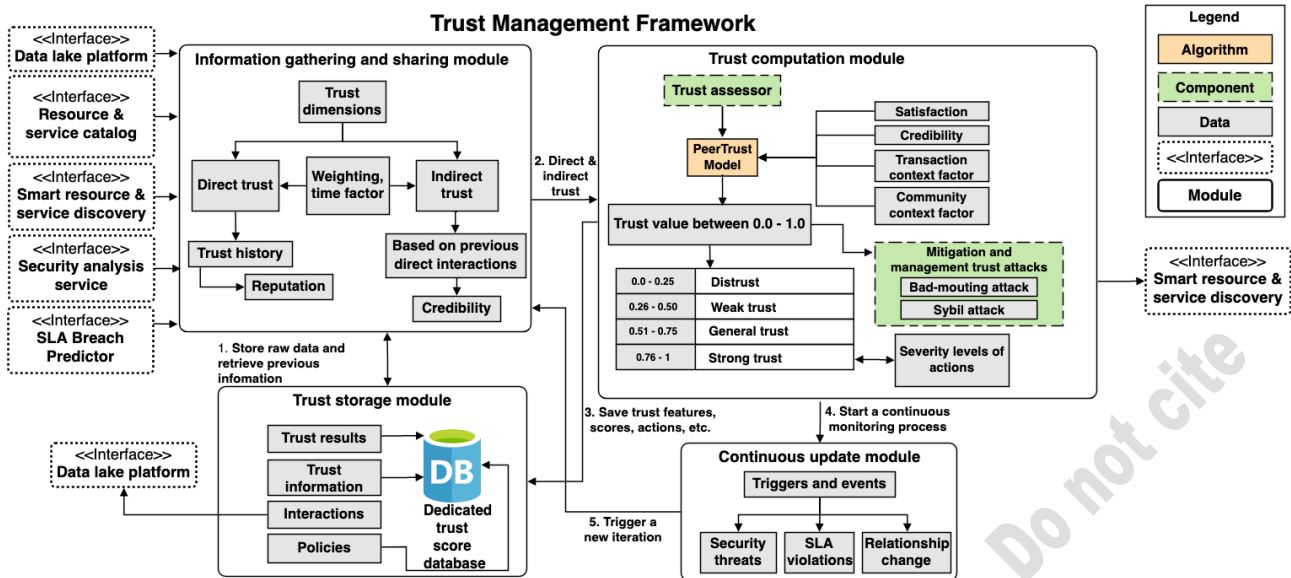 Trust Management Framework
<<Interface>>
Data lake platform
<<Interface>>
Resource &
service catalog
<<Interface>>
Smart resource &
service discovery
<<Interface>>
Security analysis
service
<<Interface>>
SLA Breach
Predictor
Information gathering and sharing module
Trust
dimensions
Direct trust
Weighting,
time factor
Indirect
trust
Trust history
Reputation
Based on previous
direct interactions
Credibility
2. Direct &
indirect
trust
Trust computation module
Trust assessor
PeerTrust
Model
Satisfaction
Credibility
Transaction
context factor
Community
context factor
Trust value between 0.0 - 1.0
0.0 - 0.25 Distrust
0.26 - 0.50 Weak trust
0.51 - 0.75 General trust
0.76 - 1 Strong trust
Mitigation and
management trust attacks
Bad-mouting attack
Sybil attack
Severity levels of
actions
Legend
Algorithm
Component
Data
<<Interface>>
Module
<<Interface>>
Smart resource &
service discovery
1. Store raw data and
retrieve previous
infomation
Trust storage module
Trust results
Trust
information
Interactions
Policies
DB
Dedicated
trust
score
database
<<Interface>>
Data lake platform
3. Save trust features,
scores, actions, etc.
4. Start a continuous
monitoring process
5. Trigger a
new iteration
Continuous update module
Triggers and events
Security
threats
SLA
violations
Relationship
change
Do not cite